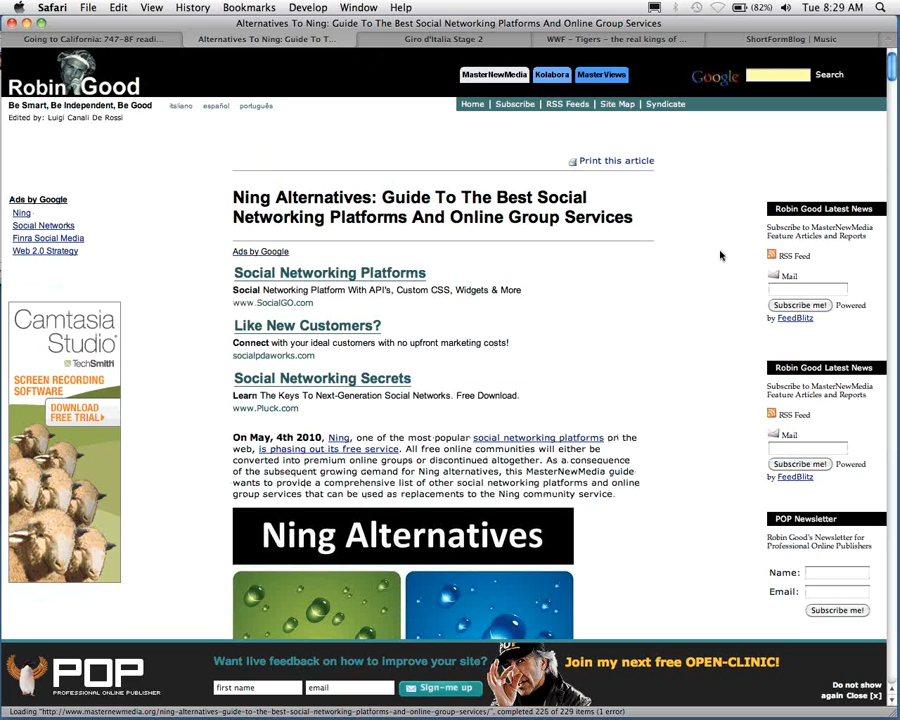 Safari File Edit View History Bookmarks Develop Window Help (82%) Tue 8:29 AM
Alternatives To Ning: Guide To The Best Social Networking Platforms And Online Group Services
Going to California: 747-8F readi... Alternatives To Ning: Guide To T... Giro d'Italia Stage 2 WWF - Tigers - the real kings of ... ShortFormBlog | Music
Robin Good
MasterNewMedia Kolabora MasterViews Google Search
Be Smart, Be Independent, Be Good italiano español português
Home | Subscribe | RSS Feeds | Site Map | Syndicate
Edited by: Luigi Canali De Rossi
Print this article
Ads by Google
Ning
Social Networks
Finra Social Media
Web 2.0 Strategy
Camtasia
Studio
TechSmith
SCREEN RECORDING
SOFTWARE
DOWNLOAD
FREE TRIAL
Ning Alternatives: Guide To The Best Social
Networking Platforms And Online Group Services
Ads by Google
Social Networking Platforms
Social Networking Platform With API's, Custom CSS, Widgets & More
www.SocialGO.com
Like New Customers?
Connect with your ideal customers with no upfront marketing costs!
socialpdaworks.com
Social Networking Secrets
Learn The Keys To Next-Generation Social Networks. Free Download.
www.Pluck.com
On May, 4th 2010, Ning, one of the most popular social networking platforms on the
web, is phasing out its free service. All free online communities will either be
converted into premium online groups or discontinued altogether. As a consequence
of the subsequent growing demand for Ning alternatives, this MasterNewMedia guide
wants to provide a comprehensive list of other social networking platforms and online
group services that can be used as replacements to the Ning community service.
Ning Alternatives
Robin Good Latest News
Subscribe to MasterNewMedia
Feature Articles and Reports
RSS Feed
Mail
Subscribe me! Powered
by FeedBlitz
Robin Good Latest News
Subscribe to MasterNewMedia
Feature Articles and Reports
RSS Feed
Mail
Subscribe me! Powered
by FeedBlitz
POP Newsletter
Robin Good's Newsletter for
Professional Online Publishers
Name:
Email:
Subscribe me!
POP
PROFESSIONAL ONLINE PUBLISHER
Want live feedback on how to improve your site?
first name email Sign-me up
Join my next free OPEN-CLINIC!
Do not show
again Close [x]
Loading "http://www.masternewmedia.org/ning-alternatives-guide-to-the-best-social-networking-platforms-and-online-group-services/", completed 225 of 229 items (1 error)